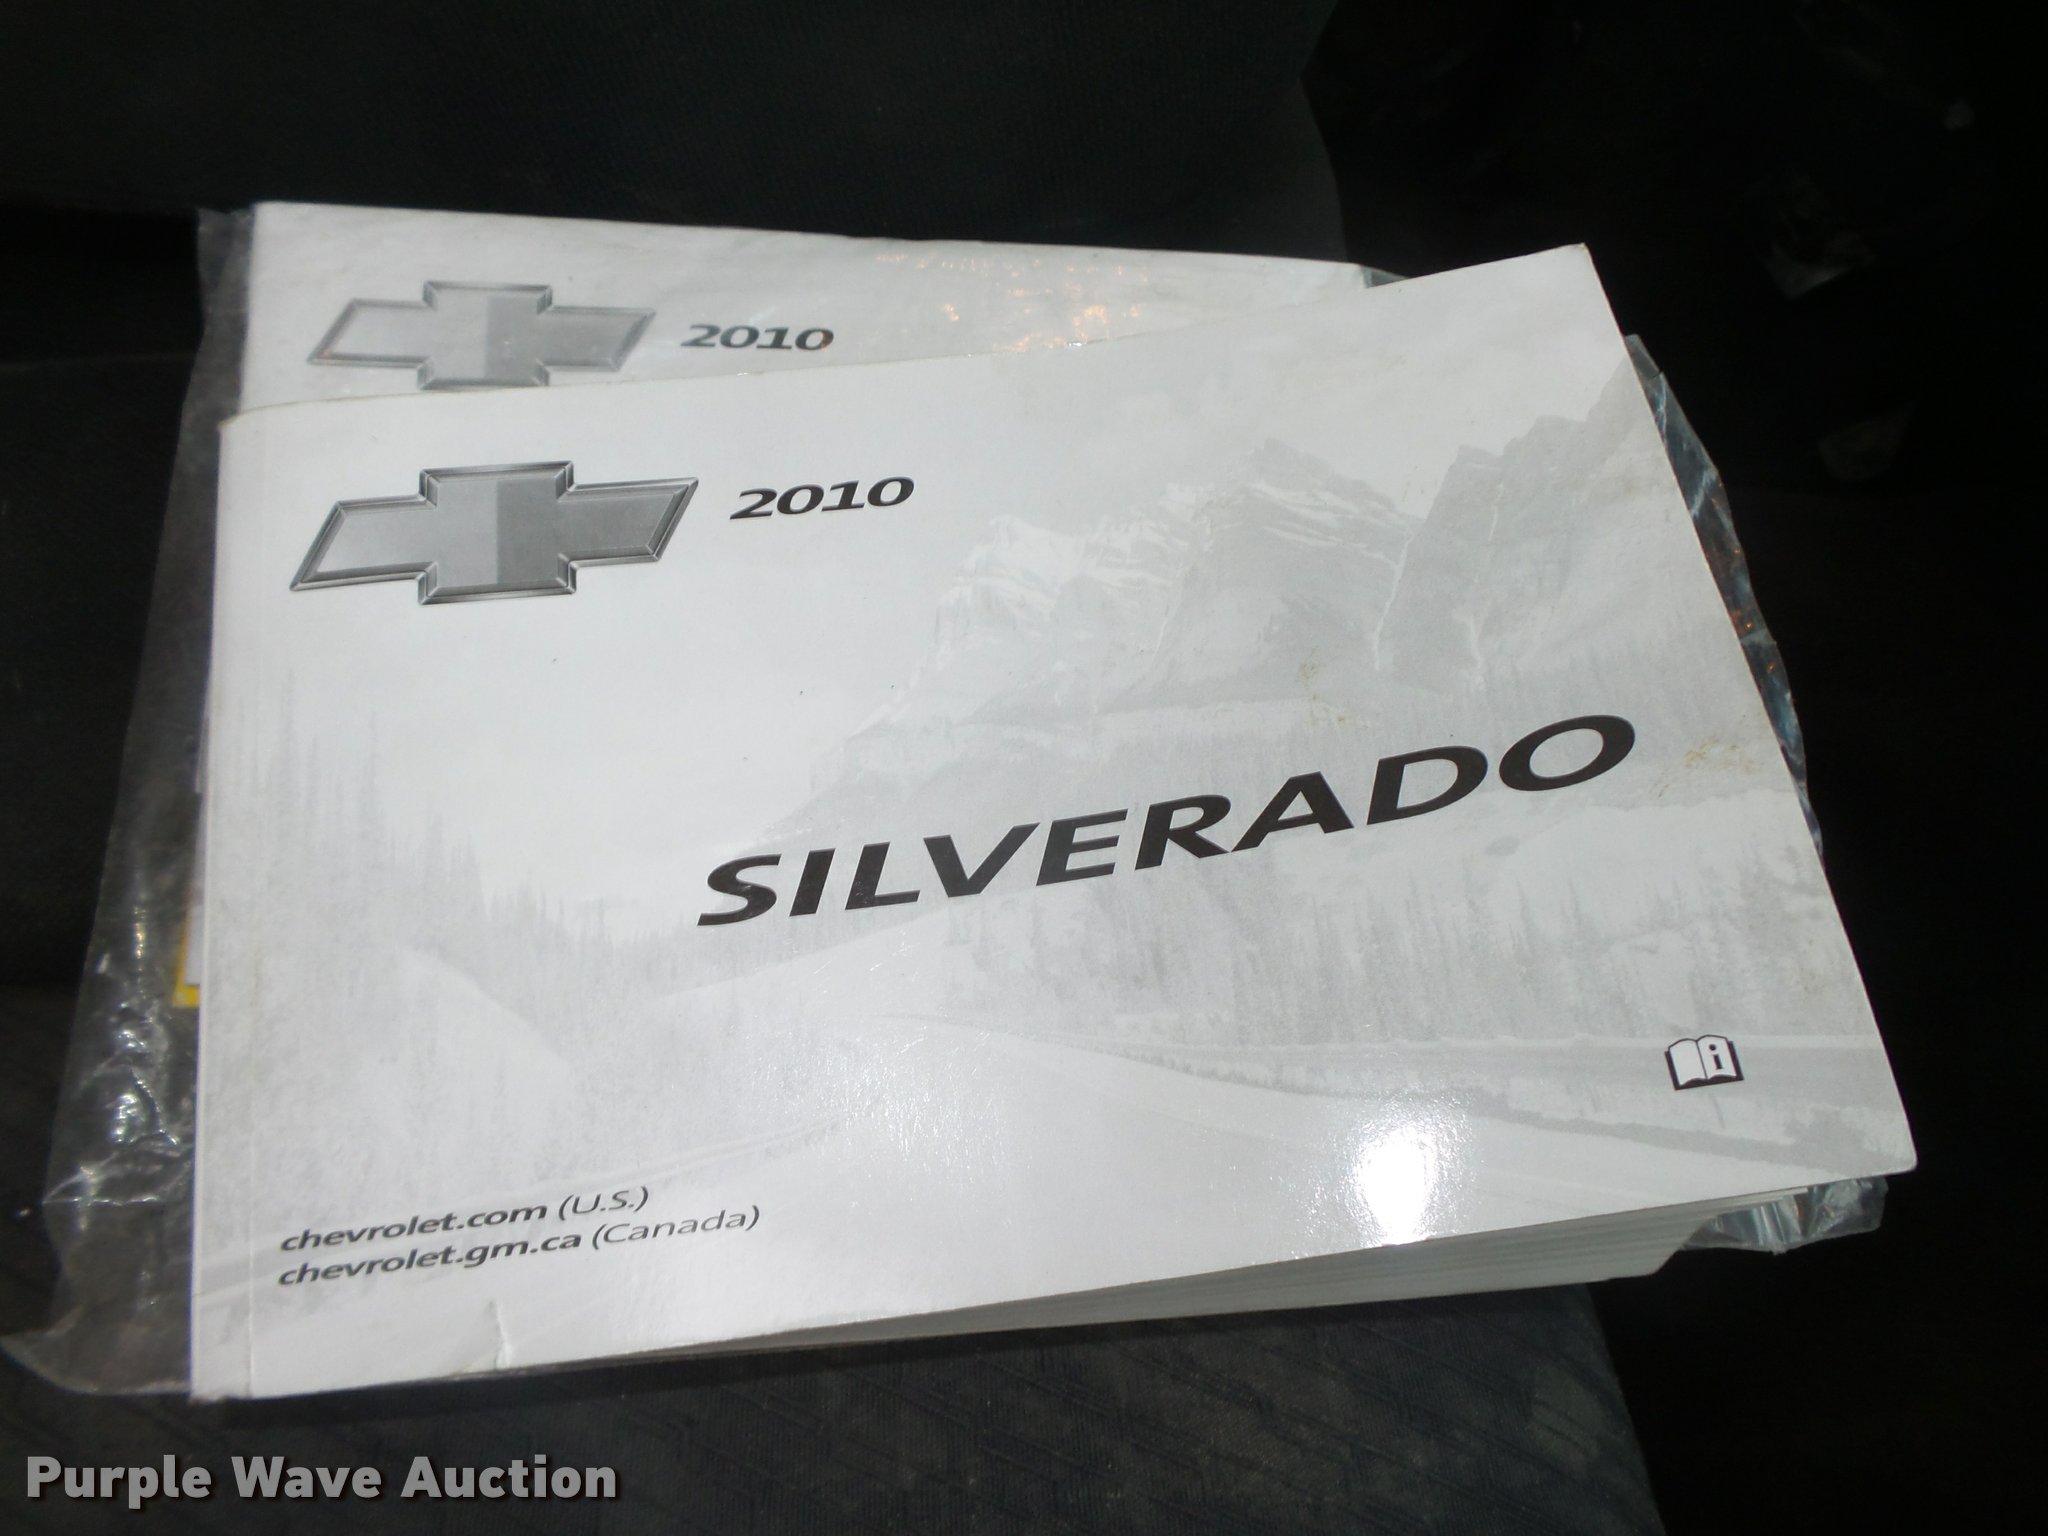 2010
2010
SILVERADO
i
chevrolet.com (U.S.)
chevrolet.gm.ca (Canada)
Purple Wave Auction